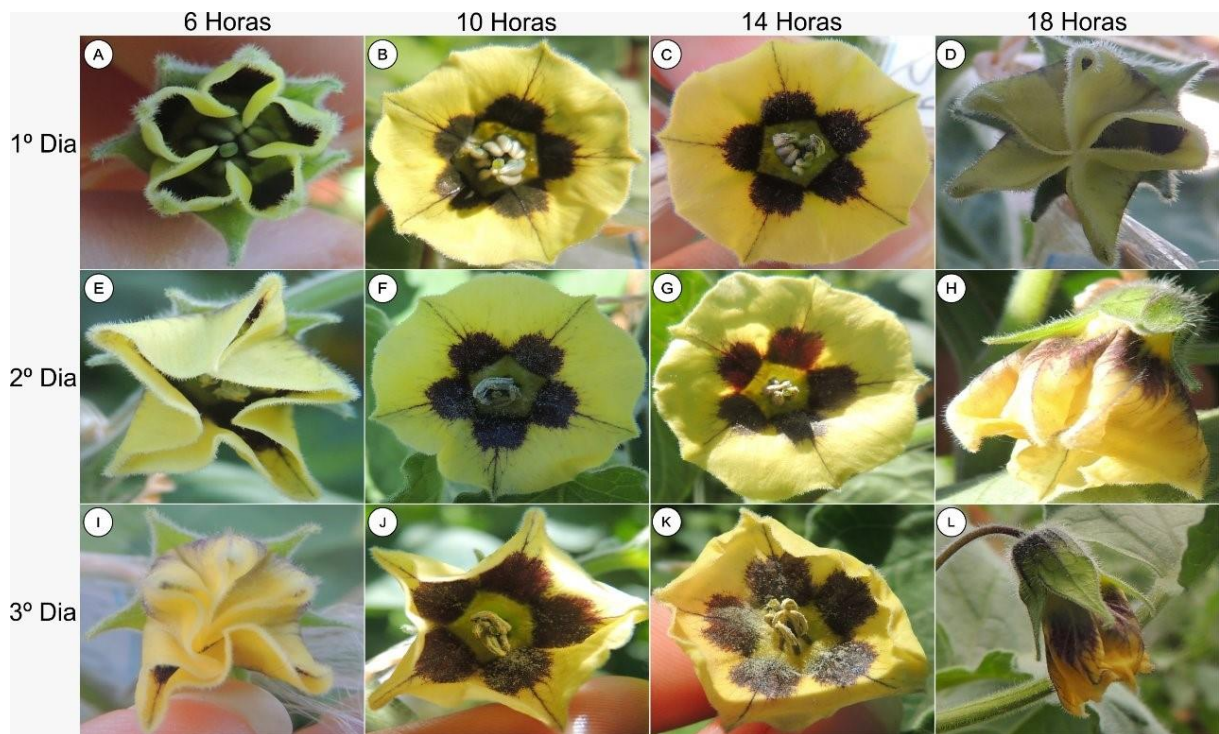 6 Horas 10 Horas 14 Horas 18 Horas
1º Dia
A B C D
2º Dia
E F G H
3º Dia
I J K L